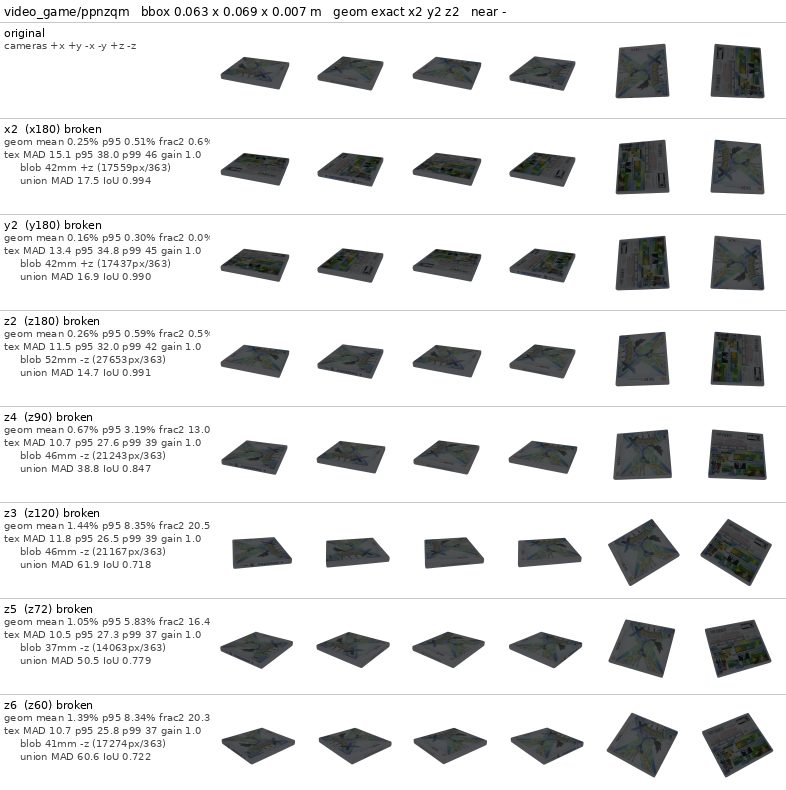 video_game/ppnzqm bbox 0.063 x 0.069 x 0.007 m geom exact x2 y2 z2 near -
original
cameras +x +y -x -y +z -z
x2 (x180) broken
geom mean 0.25% p95 0.51% frac2 0.6%
tex MAD 15.1 p95 38.0 p99 46 gain 1.0
blob 42mm +z (17559px/363)
union MAD 17.5 IoU 0.994
y2 (y180) broken
geom mean 0.16% p95 0.30% frac2 0.0%
tex MAD 13.4 p95 34.8 p99 45 gain 1.0
blob 42mm +z (17437px/363)
union MAD 16.9 IoU 0.990
z2 (z180) broken
geom mean 0.26% p95 0.59% frac2 0.5%
tex MAD 11.5 p95 32.0 p99 42 gain 1.0
blob 52mm -z (27653px/363)
union MAD 14.7 IoU 0.991
z4 (z90) broken
geom mean 0.67% p95 3.19% frac2 13.0
tex MAD 10.7 p95 27.6 p99 39 gain 1.0
blob 46mm -z (21243px/363)
union MAD 38.8 IoU 0.847
z3 (z120) broken
geom mean 1.44% p95 8.35% frac2 20.5
tex MAD 11.8 p95 26.5 p99 39 gain 1.0
blob 46mm -z (21167px/363)
union MAD 61.9 IoU 0.718
z5 (z72) broken
geom mean 1.05% p95 5.83% frac2 16.4
tex MAD 10.5 p95 27.3 p99 37 gain 1.0
blob 37mm -z (14063px/363)
union MAD 50.5 IoU 0.779
z6 (z60) broken
geom mean 1.39% p95 8.34% frac2 20.3
tex MAD 10.7 p95 25.8 p99 37 gain 1.0
blob 41mm -z (17274px/363)
union MAD 60.6 IoU 0.722